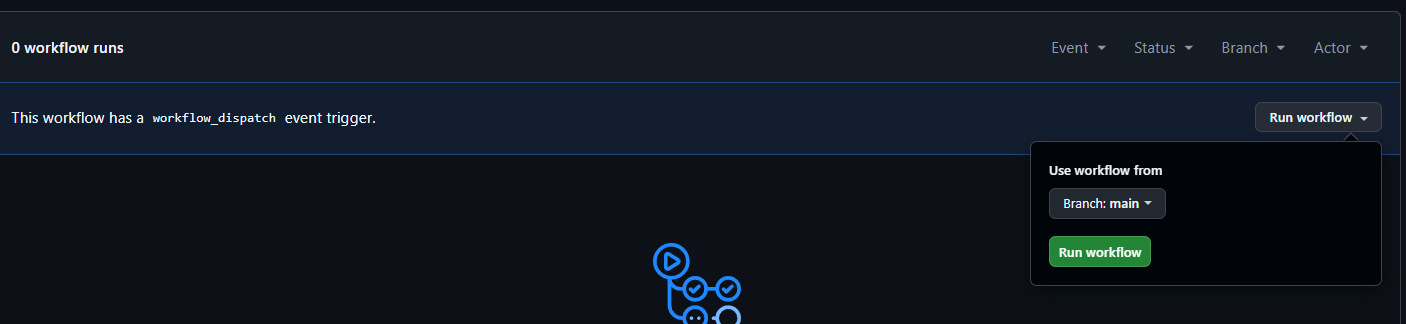 0 workflow runs
Event
Status
Branch
Actor
This workflow has a workflow_dispatch event trigger.
Run workflow
Use workflow from
Branch: main
Run workflow